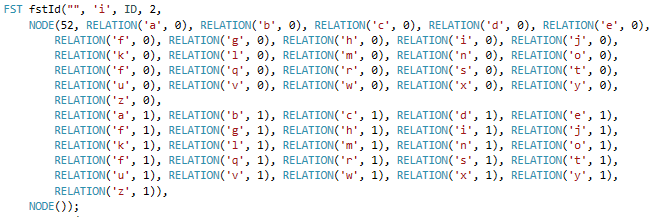 FST fstId("", 'i', ID, 2,
NODE(52, RELATION('a', 0), RELATION('b', 0), RELATION('c', 0), RELATION('d', 0), RELATION('e', 0),
RELATION('f', 0), RELATION('g', 0), RELATION('h', 0), RELATION('i', 0), RELATION('j', 0),
RELATION('k', 0), RELATION('l', 0), RELATION('m', 0), RELATION('n', 0), RELATION('o', 0),
RELATION('f', 0), RELATION('q', 0), RELATION('r', 0), RELATION('s', 0), RELATION('t', 0),
RELATION('u', 0), RELATION('v', 0), RELATION('w', 0), RELATION('x', 0), RELATION('y', 0),
RELATION('z', 0),
RELATION('a', 1), RELATION('b', 1), RELATION('c', 1), RELATION('d', 1), RELATION('e', 1),
RELATION('f', 1), RELATION('g', 1), RELATION('h', 1), RELATION('i', 1), RELATION('j', 1),
RELATION('k', 1), RELATION('l', 1), RELATION('m', 1), RELATION('n', 1), RELATION('o', 1),
RELATION('f', 1), RELATION('q', 1), RELATION('r', 1), RELATION('s', 1), RELATION('t', 1),
RELATION('u', 1), RELATION('v', 1), RELATION('w', 1), RELATION('x', 1), RELATION('y', 1),
RELATION('z', 1)),
NODE());